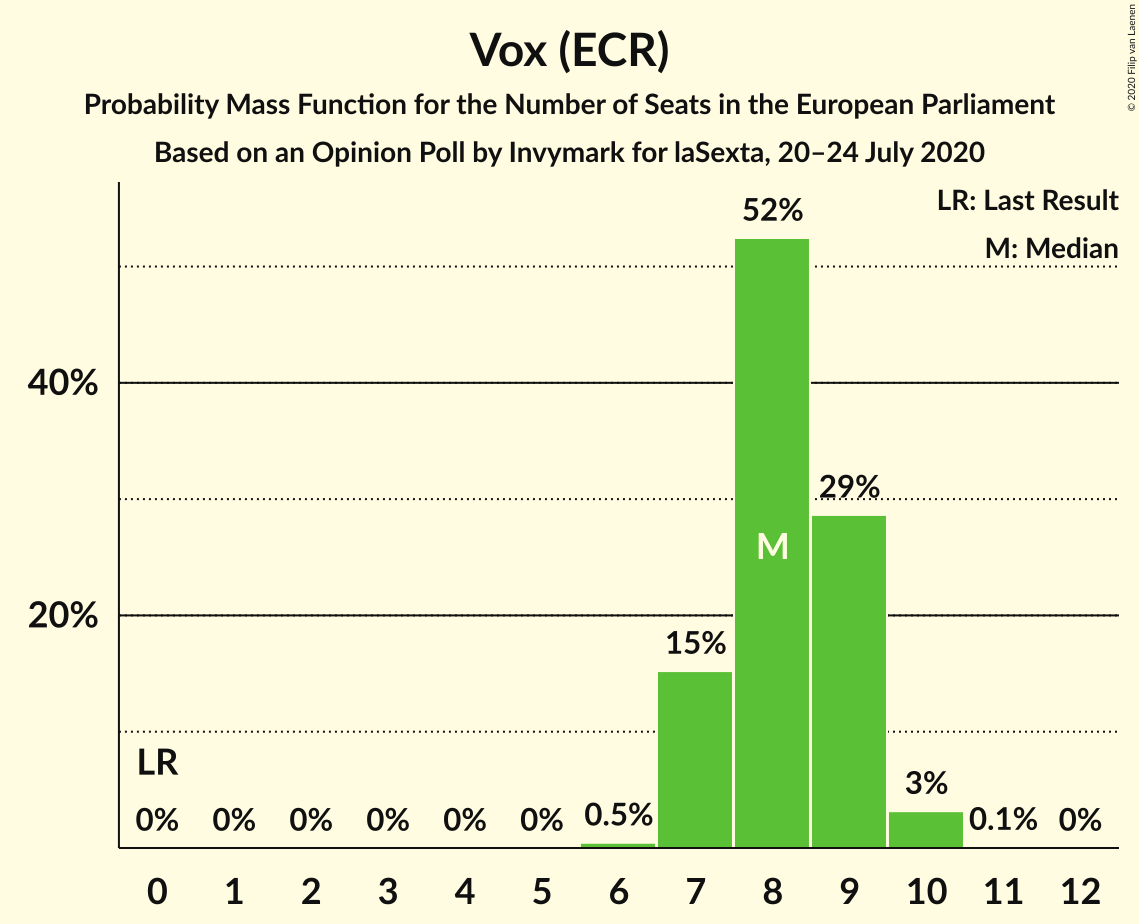 Vox (ECR)
Probability Mass Function for the Number of Seats in the European Parliament
Based on an Opinion Poll by Invymark for laSexta, 20–24 July 2020
© 2020 Filip van Laenen
LR: Last Result
M: Median
52%
40%
29%
M
20%
15%
LR
3%
0% 0% 0% 0% 0% 0% 0.5% 0.1% 0%
0 1 2 3 4 5 6 7 8 9 10 11 12